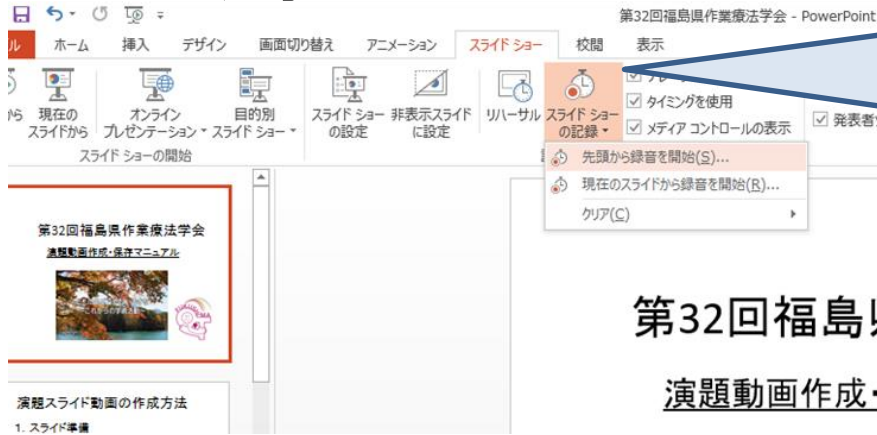 第32回福島県作業療法学会 - PowerPoint
ル ホーム 挿入 デザイン 画面切り替え アニメーション スライド ショー 校閲 表示
から 現在の スライドから
オンライン プレゼンテーション
目的別 スライド ショー
スライド ショー の設定
非表示スライド に設定
リハーサル
スライド ショー の記録
タイミングを使用
メディア コントロールの表示
発表者
スライド ショーの開始
先頭から録音を開始(S)...
現在のスライドから録音を開始(R)...
クリア(C)
第32回福島県作業療法学会
演題動画作成・保存マニュアル
演題スライド動画の作成方法
1. スライド準備
第32回福島
演題動画作成・